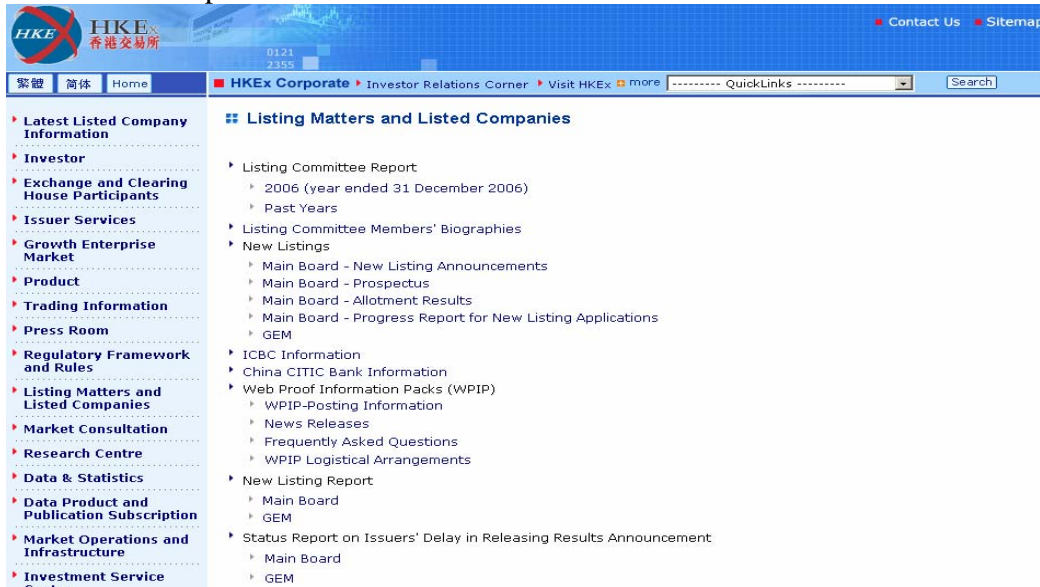 HKE
HKEx
香港交易所
Contact Us
Sitemap
0121
2355
繁體 简体 Home
HKEx Corporate Investor Relations Corner Visit HKEx more --------- QuickLinks --------- Search
Latest Listed Company
Information
Investor
Exchange and Clearing
House Participants
Issuer Services
Growth Enterprise
Market
Product
Trading Information
Press Room
Regulatory Framework
and Rules
Listing Matters and
Listed Companies
Market Consultation
Research Centre
Data & Statistics
Data Product and
Publication Subscription
Market Operations and
Infrastructure
Investment Service
Listing Matters and Listed Companies
Listing Committee Report
2006 (year ended 31 December 2006)
Past Years
Listing Committee Members' Biographies
New Listings
Main Board - New Listing Announcements
Main Board - Prospectus
Main Board - Allotment Results
Main Board - Progress Report for New Listing Applications
GEM
ICBC Information
China CITIC Bank Information
Web Proof Information Packs (WPIP)
WPIP-Posting Information
News Releases
Frequently Asked Questions
WPIP Logistical Arrangements
New Listing Report
Main Board
GEM
Status Report on Issuers' Delay in Releasing Results Announcement
Main Board
GEM